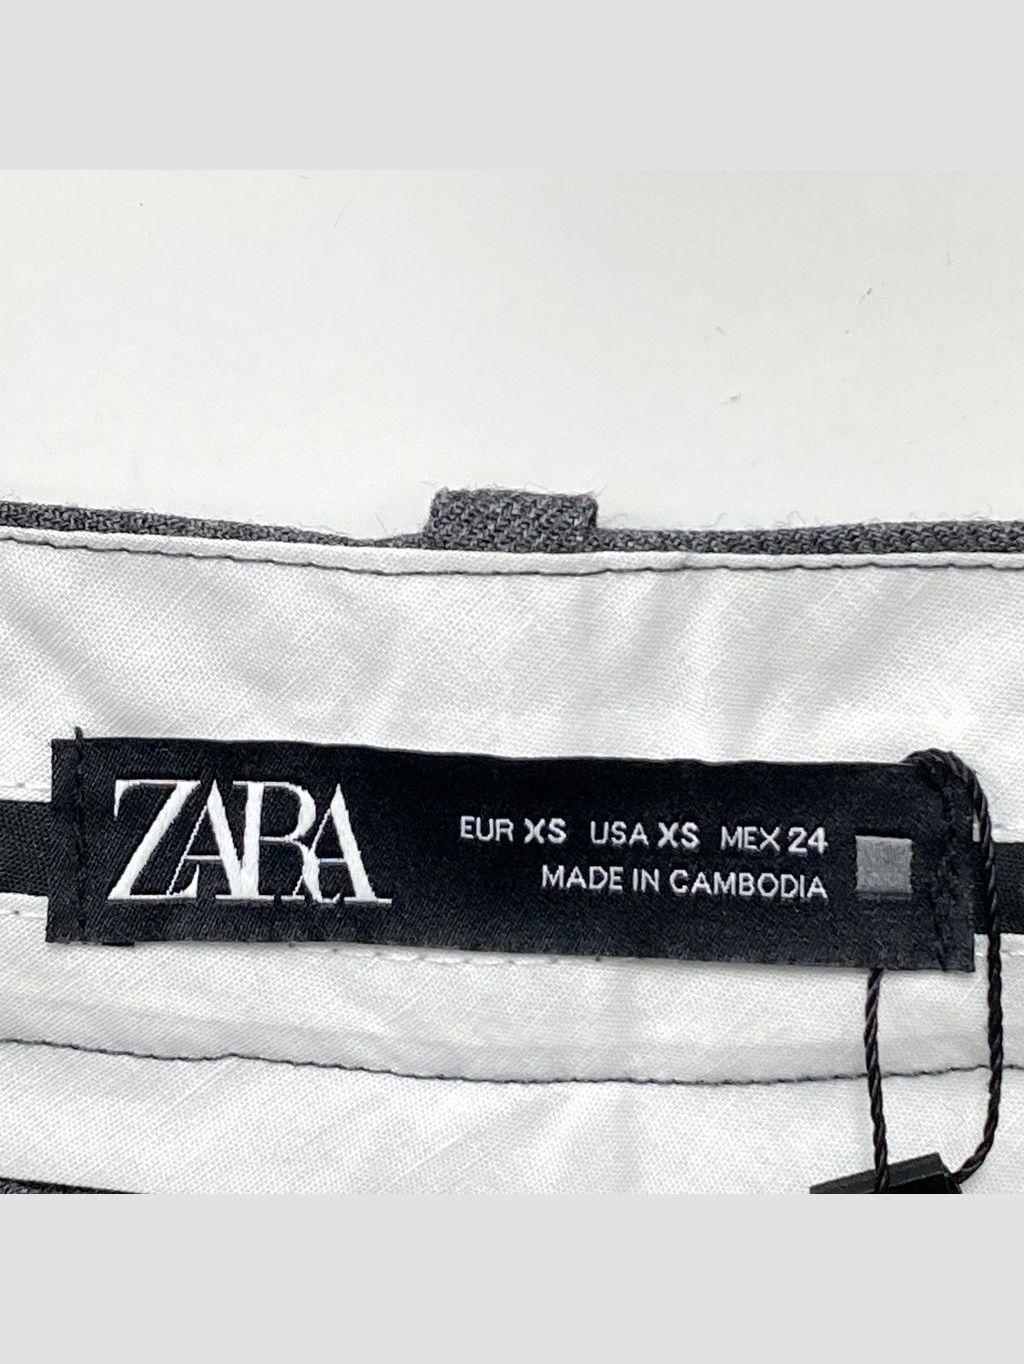 ZARA
EUR XS USA XS MEX 24
MADE IN CAMBODIA